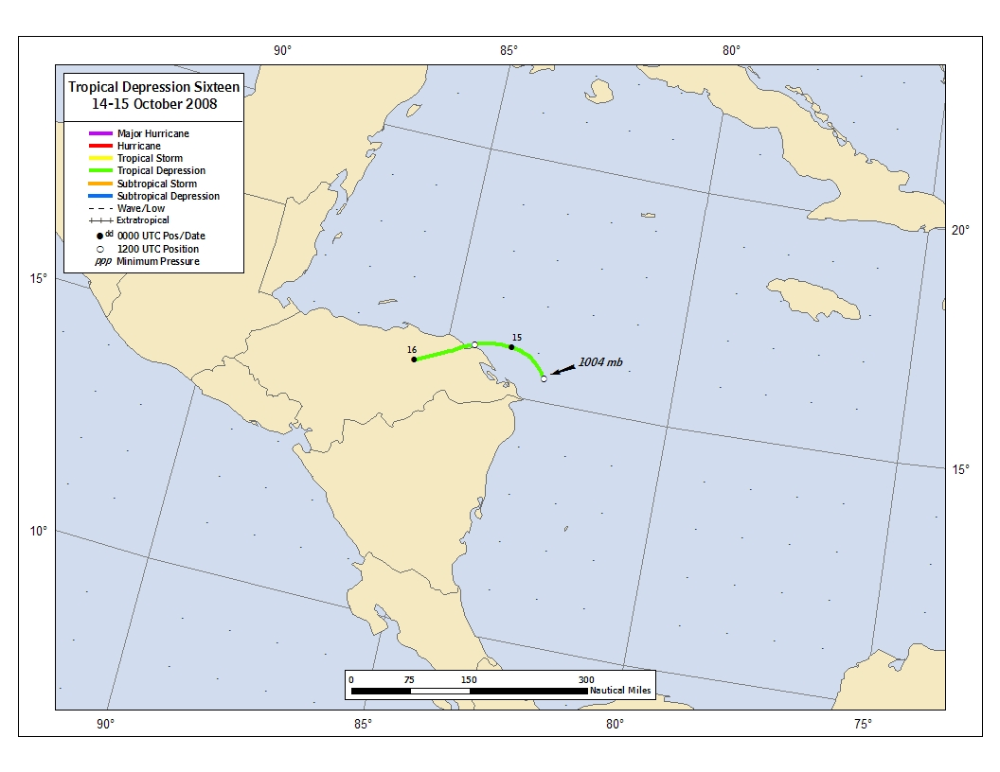 90°
85°
80°
Tropical Depression Sixteen
14-15 October 2008
Major Hurricane
Hurricane
Tropical Storm
Tropical Depression
Subtropical Storm
Subtropical Depression
Wave/Low
Extratropical
dd 0000 UTC Pos/Date
1200 UTC Position
ppp Minimum Pressure
20°
15°
15
16
1004 mb
15°
10°
0 75 150 300
Nautical Miles
90°
85°
80°
75°